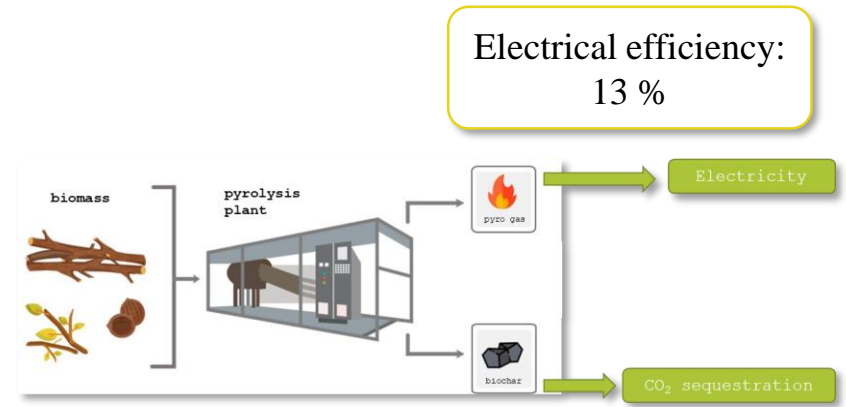 Electrical efficiency:
13 %
biomass
pyrolysis
plant
pyro gas
Electricity
biochar
CO₂ sequestration